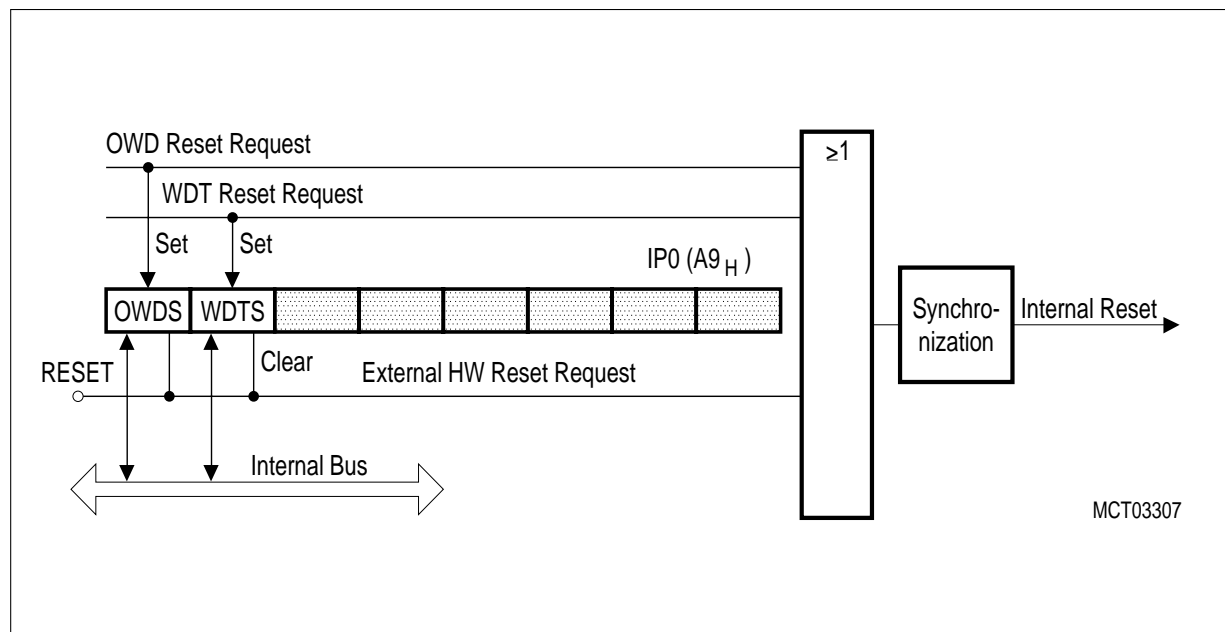 OWD Reset Request
≥1
WDT Reset Request
Set
Set
IP0 (A9 H )
OWDS
WDTS
Synchro-
nization
Internal Reset
Clear
RESET
External HW Reset Request
Internal Bus
MCT03307